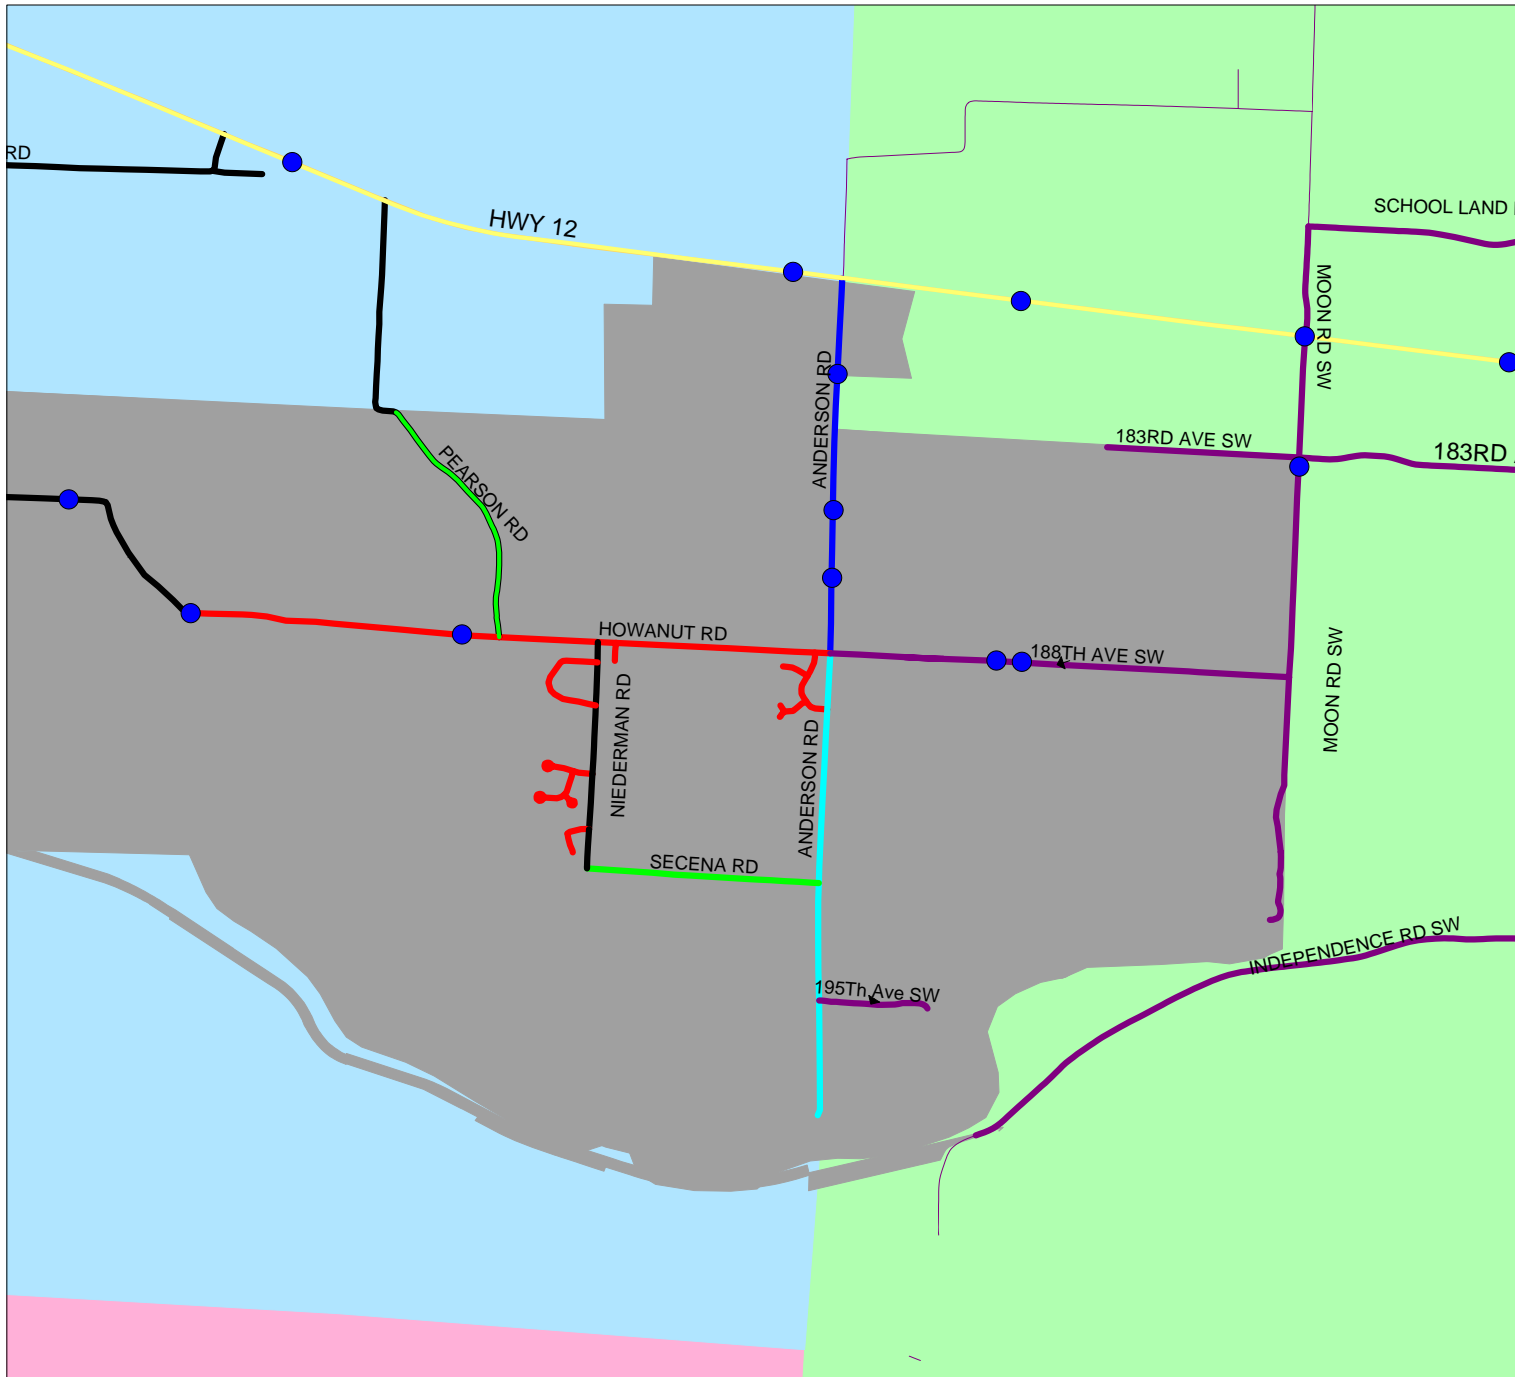 RD
HWY 12
SCHOOL LAND
MOON RD SW
ANDERSON RD
183RD AVE SW
183RD
PEARSON RD
HOWANUT RD
188TH AVE SW
NIEDERMAN RD
MOON RD SW
ANDERSON RD
SECENA RD
INDEPENDENCE RD SW
195Th Ave SW